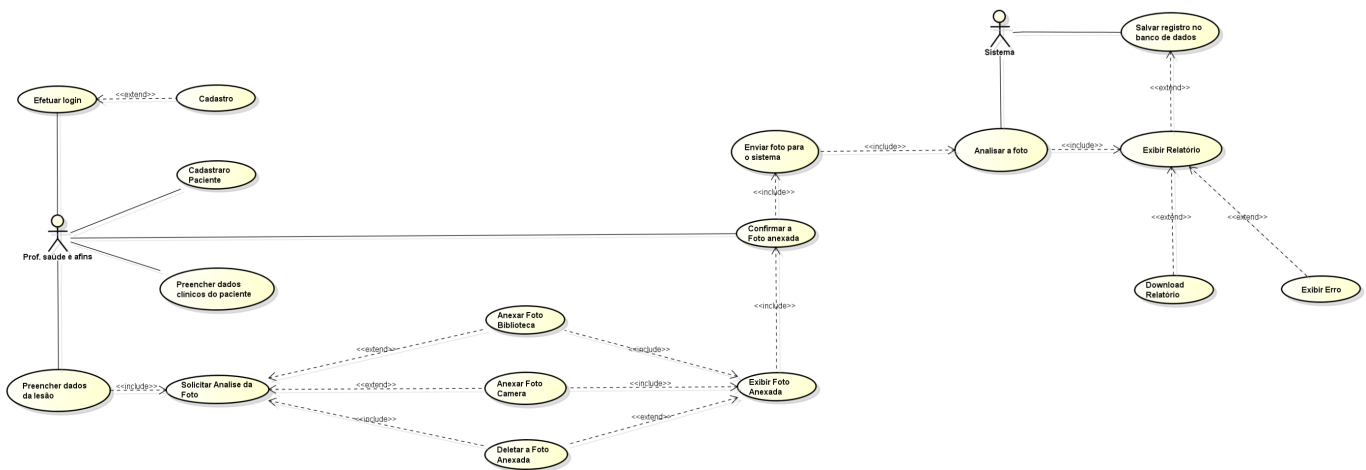 Sistema
Salvar registro no
banco de dados
Efetuar login
<<extend>>
Cadastro
<<extend>>
Enviar foto para
o sistema
<<include>>
Analisar a foto
<<include>>
Exibir Relatório
Cadastraro
Paciente
<<include>>
Prof. saúde e afins
Confirmar a
Foto anexada
<<extend>>
<<extend>>
Preencher dados
clínicos do paciente
Download
Relatório
Exibir Erro
<<include>>
Anexar Foto
Biblioteca
<<extend>>
<<include>>
Preencher dados
da lesão
<<include>>
Solicitar Analise da
Foto
<<extend>>
Anexar Foto
Camera
<<include>>
Exibir Foto
Anexada
<<include>>
<<extend>>
Deletar a Foto
Anexada